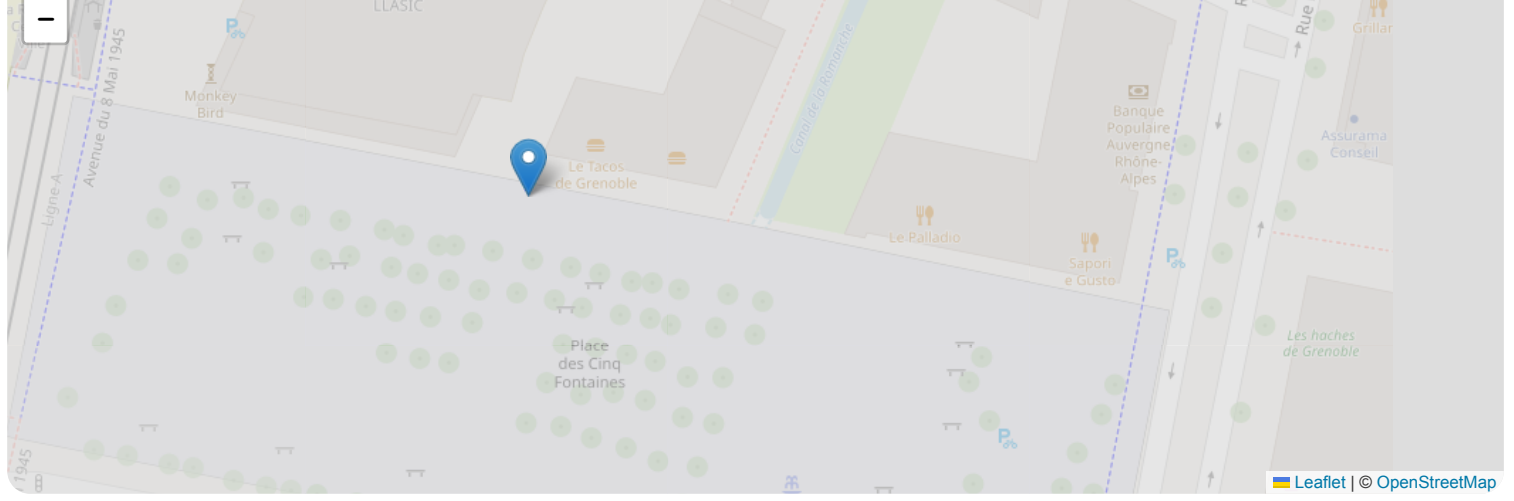 −
LLASIC
P
Rue
Grillar
Avenue du 8 Mai 1945
Monkey
Bird
Canal de la Romanche
Banque
Populaire
Auvergne
Rhône-
Alpes
Assurama
Conseil
Le Tacos
de Grenoble
Ligne A
Le Palladio
Sapori
e Gusto
P
Les haches
de Grenoble
Place
des Cinq
Fontaines
P
1945
Leaflet | © OpenStreetMap